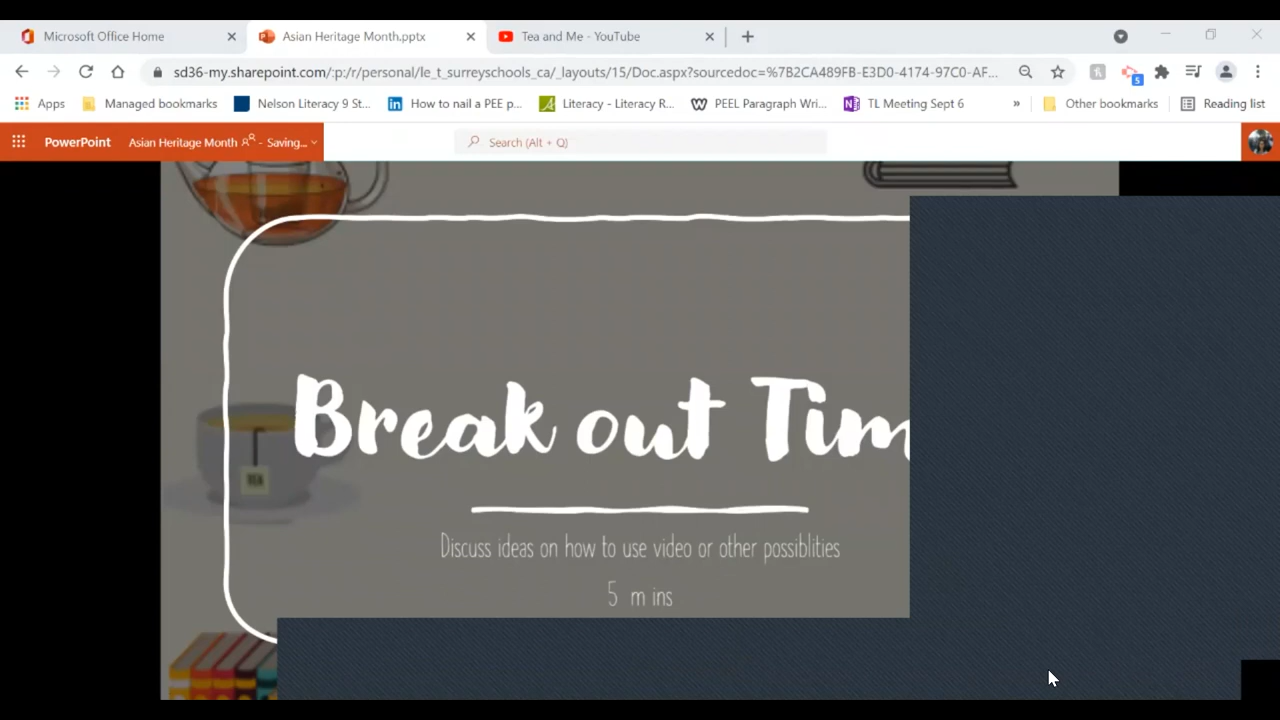 Microsoft Office Home
Asian Heritage Month.pptx
Tea and Me - YouTube
sd36-my.sharepoint.com/:p:/r/personal/le_t_surreyschools_ca/_layouts/15/Doc.aspx?sourcedoc=%7B2CA489FB-E3D0-4174-97C0-AF...
5
Apps
Managed bookmarks
Nelson Literacy 9 St...
How to nail a PEE p...
Literacy - Literacy R...
PEEL Paragraph Wri...
TL Meeting Sept 6
»
Other bookmarks
Reading list
PowerPoint
Asian Heritage Month - Saving...
Search (Alt + Q)
Break out Tim
TEA
Discuss ideas on how to use video or other possiblities
5 m ins